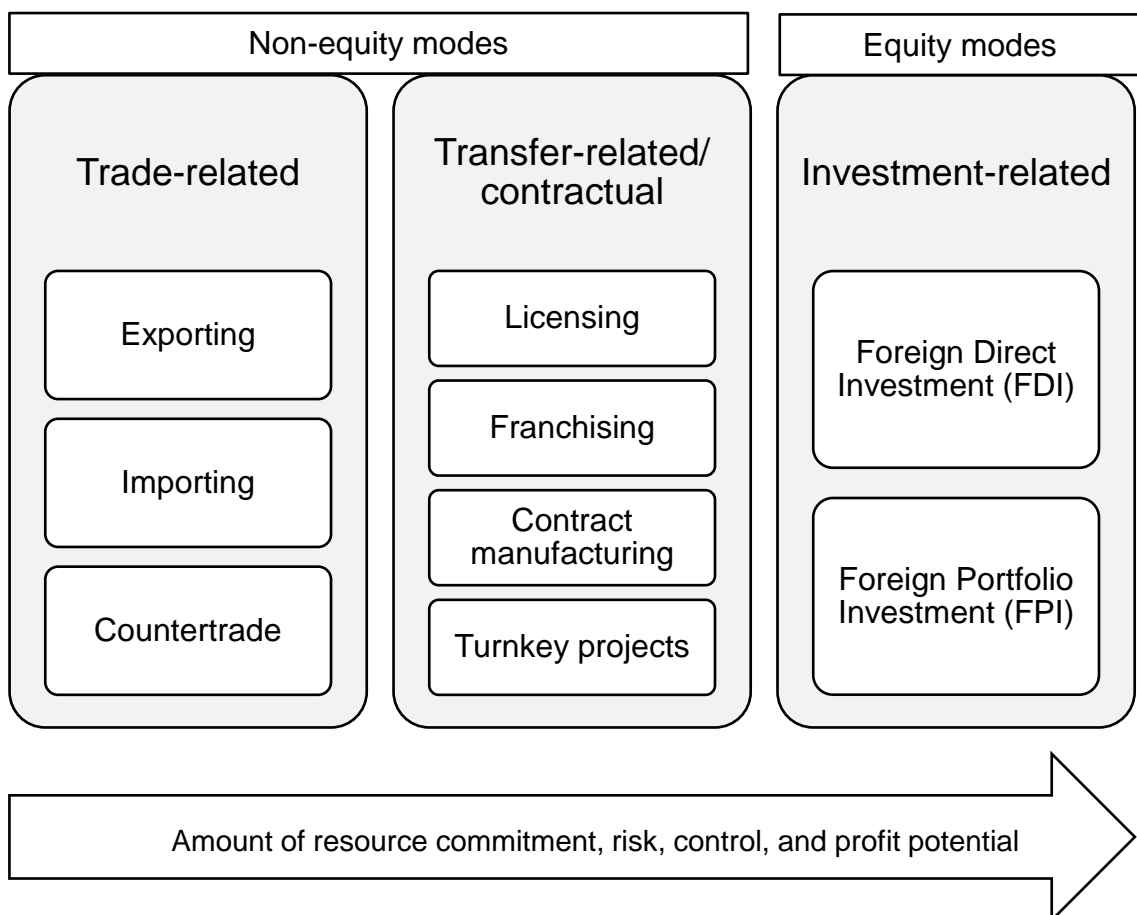 Non-equity modes
Equity modes
Trade-related
Exporting
Importing
Countertrade
Transfer-related/
contractual
Licensing
Franchising
Contract
manufacturing
Turnkey projects
Investment-related
Foreign Direct
Investment (FDI)
Foreign Portfolio
Investment (FPI)
Amount of resource commitment, risk, control, and profit potential